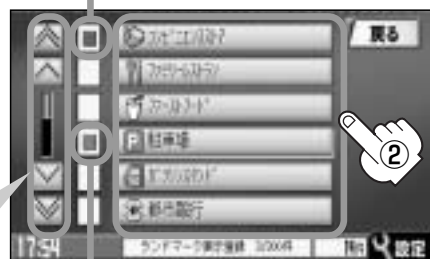 戻る
コンビニエンスストア
ファミリーレストラン
ファーストフード
P 駐車場
ガソリンスタンド
都市銀行
②
17:54
ランドマーク表示登録
設定